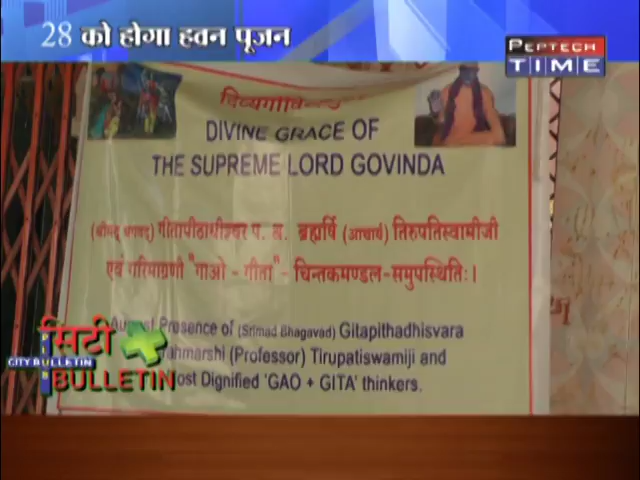 28 को होगा हवन पूजन
PEPTECH
TIME
DIVINE GRACE OF
THE SUPREME LORD GOVINDA
(श्रीमद् भगवद्) गीतापीठाधीश्वर प. स. ब्रह्मर्षि (आचार्य) तिरुपतिस्वामीजी
एवं गरिमाग्रणी "गाओ - गीता" - चिन्तकमण्डल-समुपस्थितिः।
Presence of (Srimad Bhagavad) Gitapithadhisvara
(Professor) Tirupatiswamiji and
Dignified 'GAO + GITA' thinkers.
सिटी
CITY BULLETIN
BULLETIN